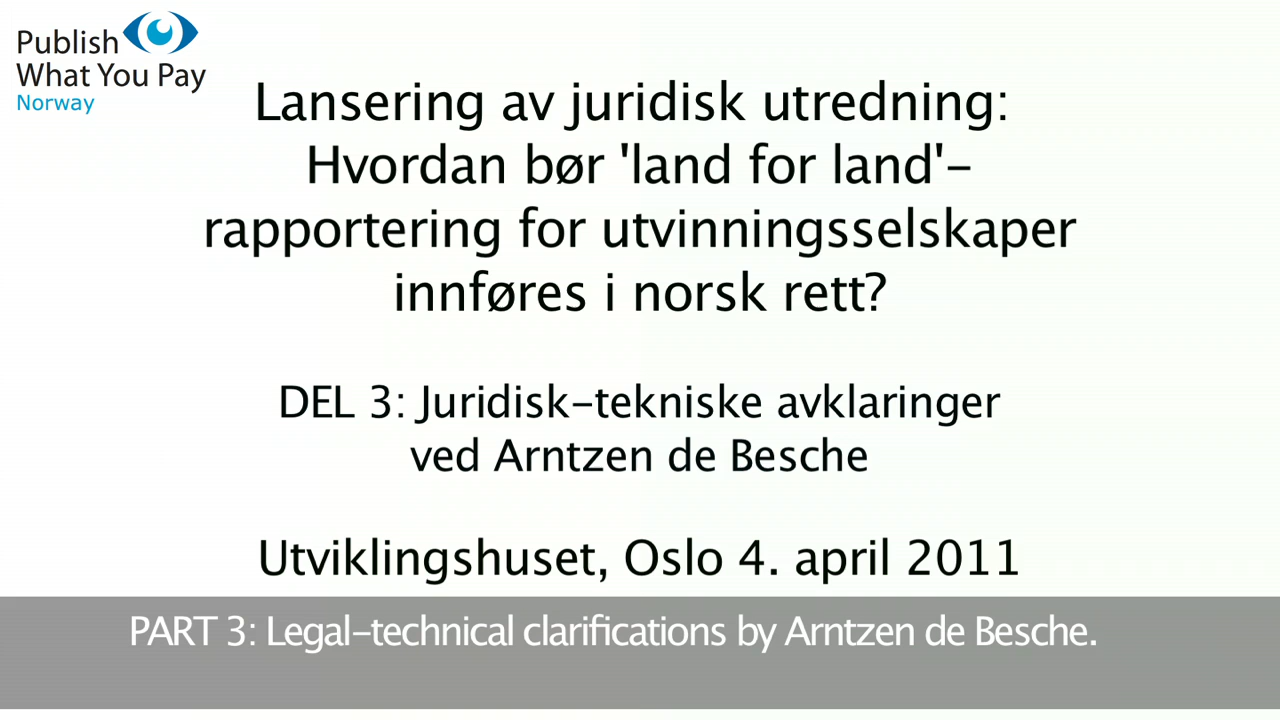 Publish
What You Pay
Norway
Lansering av juridisk utredning:
Hvordan bør 'land for land'-
rapportering for utvinningsselskaper
innføres i norsk rett?
DEL 3: Juridisk-tekniske avklaringer
ved Arntzen de Besche
Utviklingshuset, Oslo 4. april 2011
PART 3: Legal-technical clarifications by Arntzen de Besche.